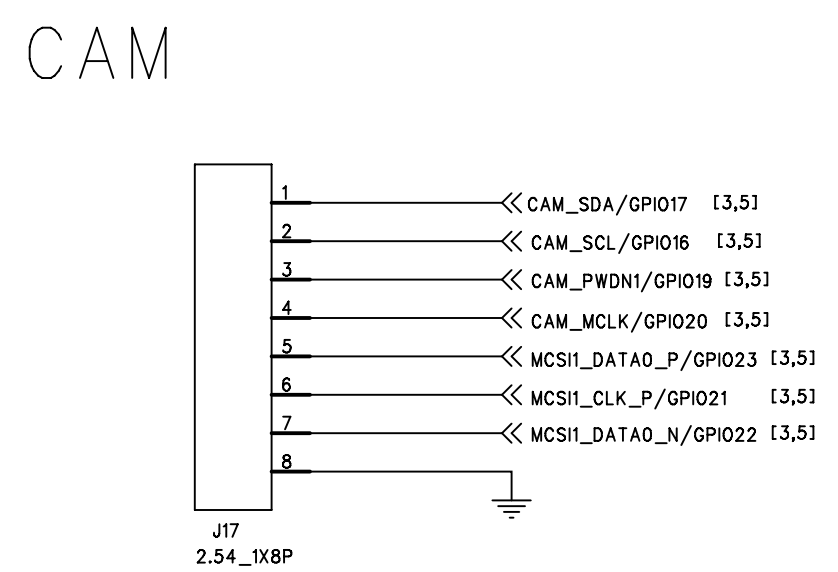 CAM
1 CAM_SDA/GPIO17 [3,5]
2 CAM_SCL/GPIO16 [3,5]
3 CAM_PWDN1/GPIO19 [3,5]
4 CAM_MCLK/GPIO20 [3,5]
5 MCSI1_DATA0_P/GPIO23 [3,5]
6 MCSI1_CLK_P/GPIO21 [3,5]
7 MCSI1_DATA0_N/GPIO22 [3,5]
8
J17
2.54_1X8P